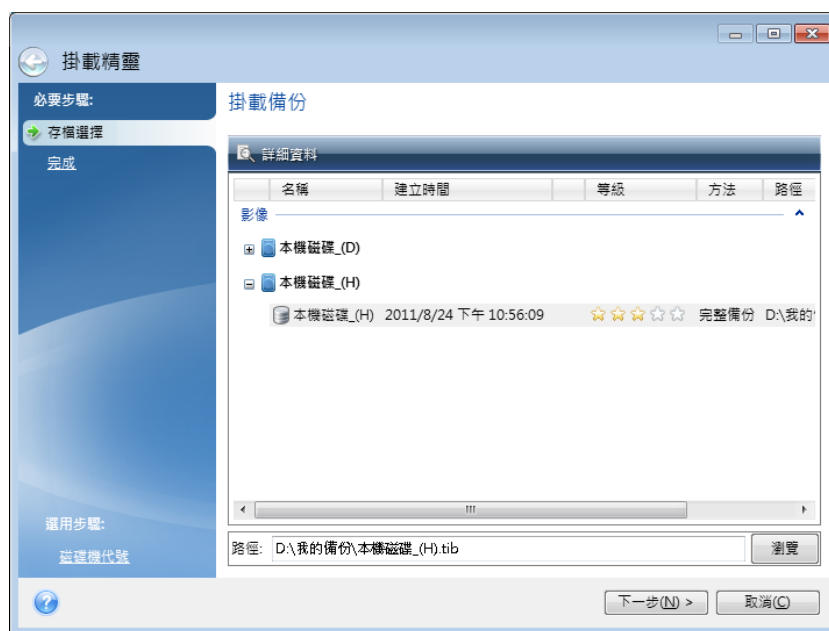 掛載精靈
必要步驟:
存檔選擇
完成
選用步驟:
磁碟機代號
掛載備份
詳細資料
名稱 建立時間 等級 方法 路徑
影像
本機磁碟_(D)
本機磁碟_(H)
本機磁碟_(H) 2011/8/24 下午 10:56:09 完整備份 D:\我的
路徑: D:\我的備份\本機磁碟_(H).tib 瀏覽
下一步(N) > 取消(C)